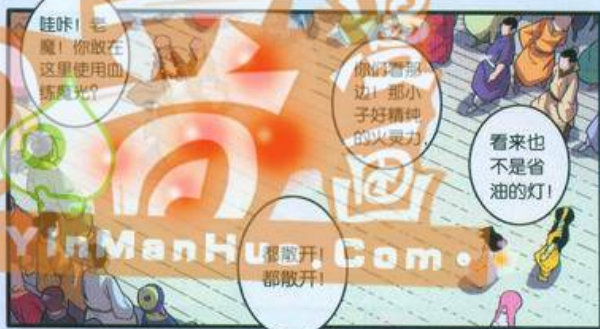 哇咔！老
魔！你敢在
这里使用血
练魔光？
你们看那
边！那小
子好精纯
的火灵力，
看来也
不是省
油的灯！
都散开！
都散开！
YinManHu .Com